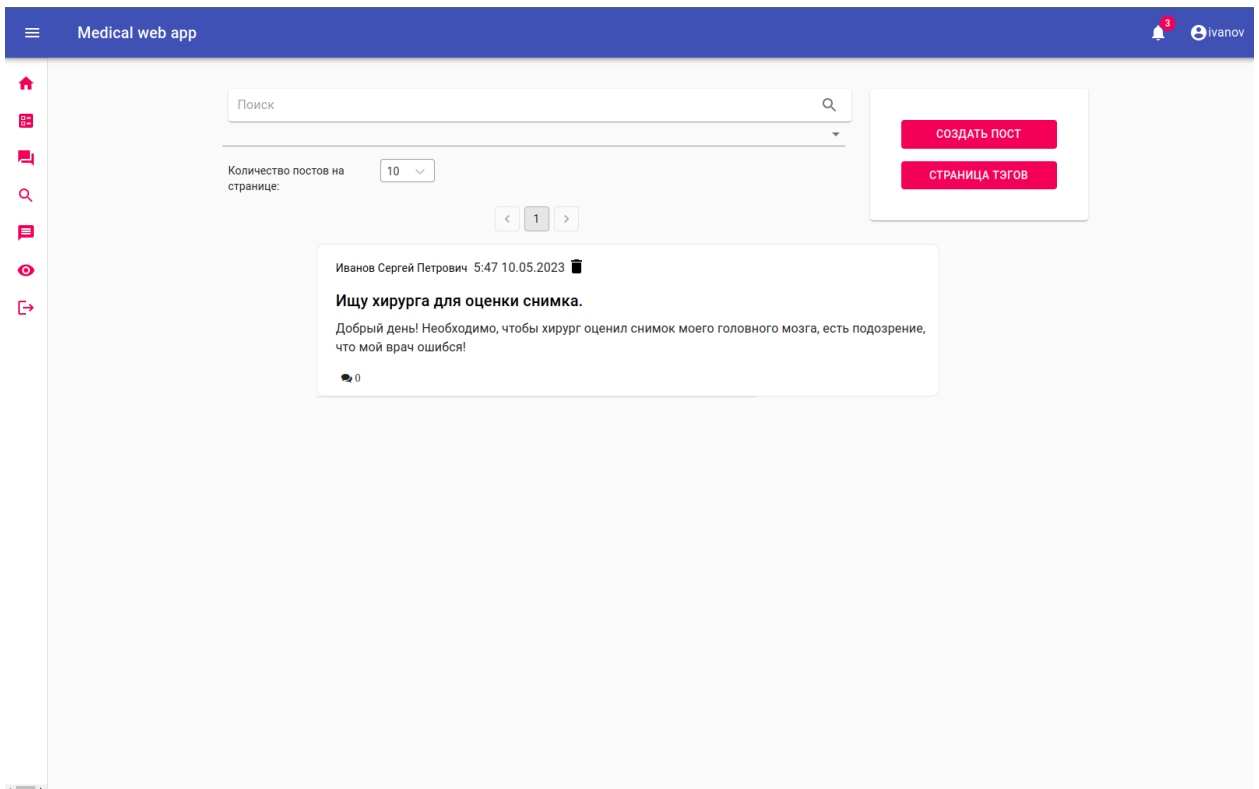 Medical web app
3
ivanov
Поиск
СОЗДАТЬ ПОСТ
СТРАНИЦА ТЭГОВ
Количество постов на
странице:
10
1
Иванов Сергей Петрович 5:47 10.05.2023
Ищу хирурга для оценки снимка.
Добрый день! Необходимо, чтобы хирург оценил снимок моего головного мозга, есть подозрение,
что мой врач ошибся!
0